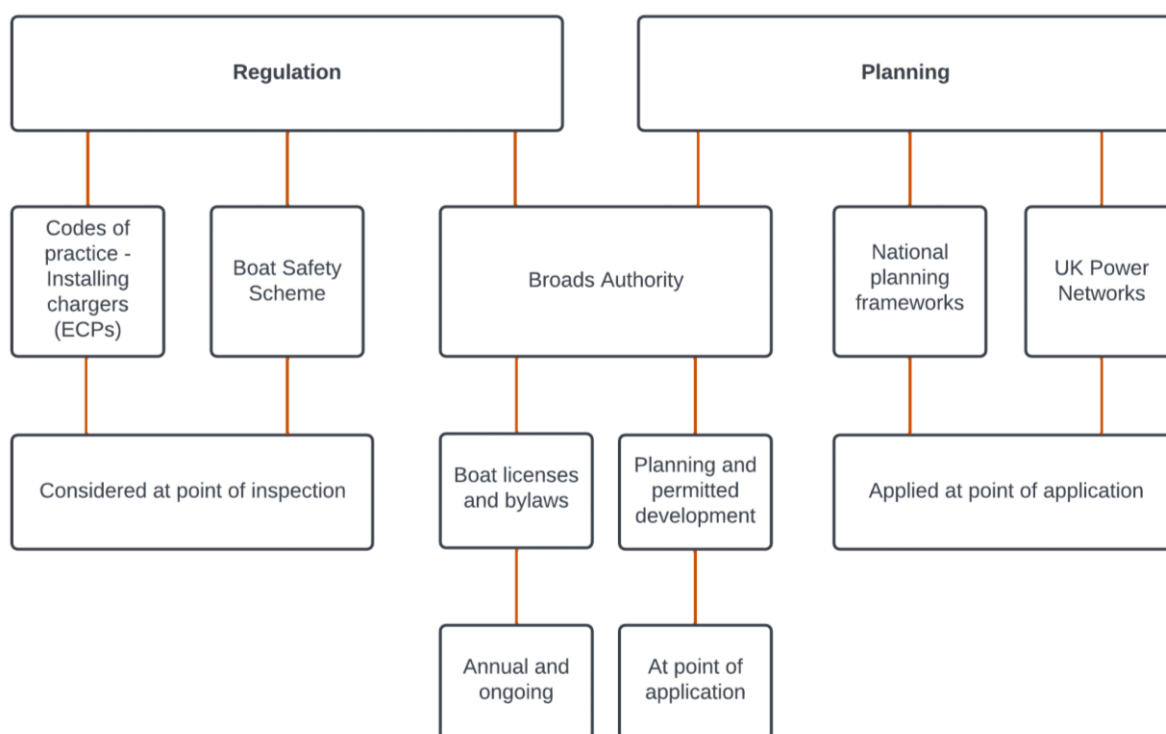 Regulation
Planning
Codes of
practice -
Installing
chargers
(ECPs)
Boat Safety
Scheme
Broads Authority
National
planning
frameworks
UK Power
Networks
Considered at point of inspection
Boat licenses
and bylaws
Planning and
permitted
development
Applied at point of application
Annual and
ongoing
At point of
application